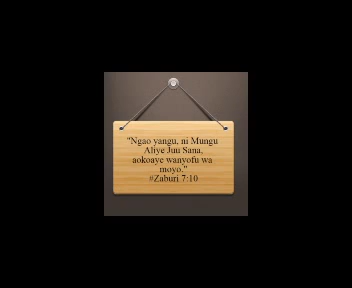 "Ngao yangu, ni Mungu
Aliye Juu Sana,
aokoaye wanyofu wa
moyo."
#Zaburi 7:10